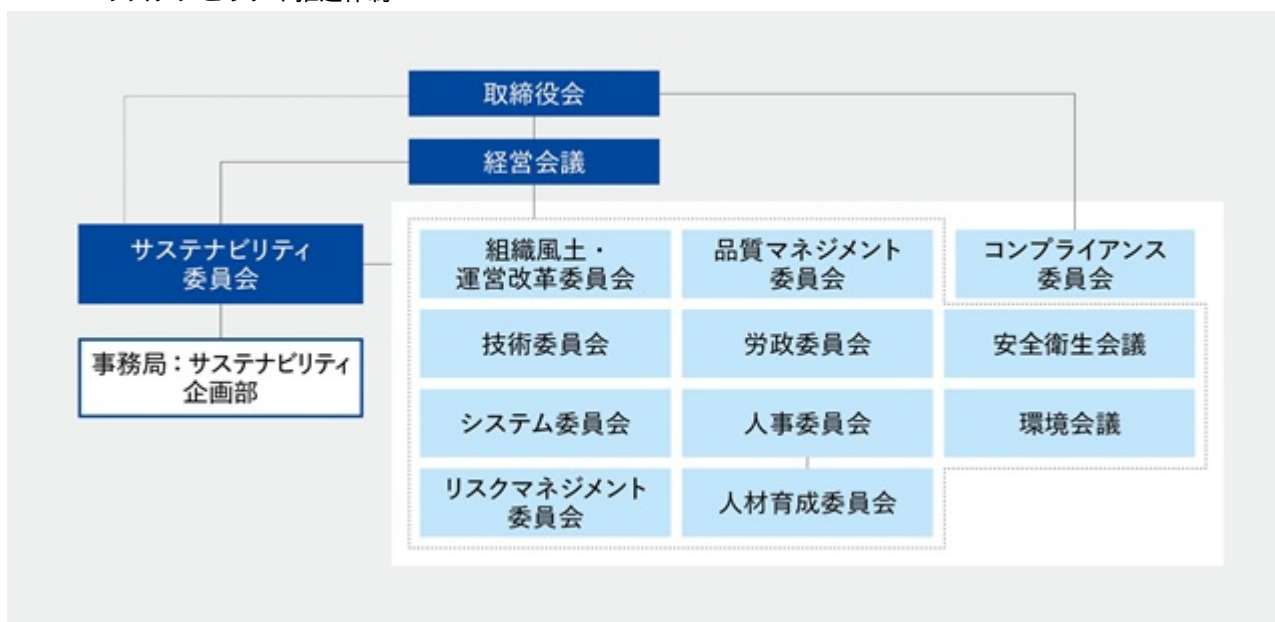 取締役会
経営会議
サステナビリティ
委員会
事務局：サステナビリティ
企画部
組織風土・
運営改革委員会
品質マネジメント
委員会
コンプライアンス
委員会
技術委員会
労政委員会
安全衛生会議
システム委員会
人事委員会
環境会議
リスクマネジメント
委員会
人材育成委員会